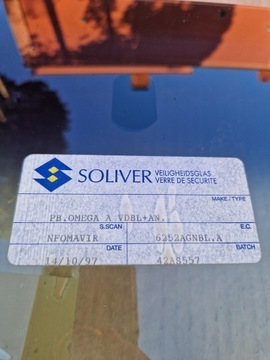 SOLIVER VEILIGHEIDSGLAS
VERRE DE SECURITE
MAKE / TYPE
PB.OMEGA A VDBL+AN.
S.SCAN E.C.
NFOMAVIR 6252AGNBL.A
DATE BATCH
14/10/97 42AS557